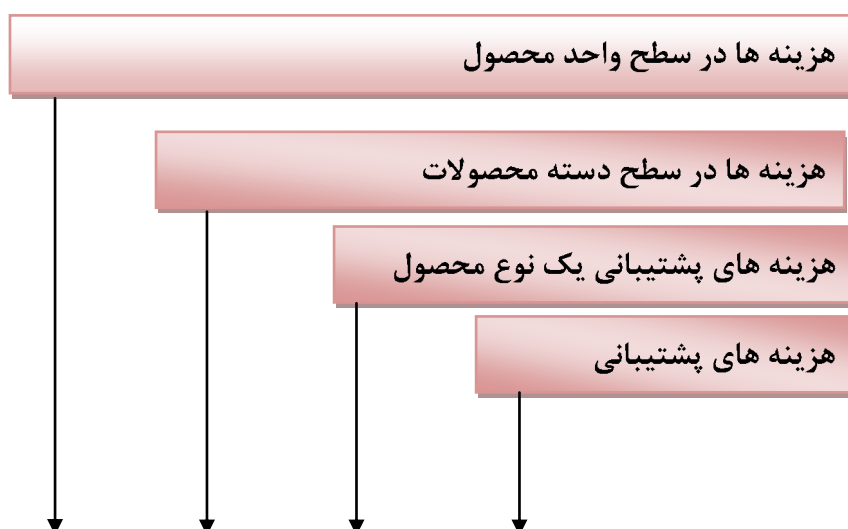 هزینه ها در سطح واحد محصول
هزینه ها در سطح دسته محصولات
هزینه های پشتیبانی یک نوع محصول
هزینه های پشتیبانی